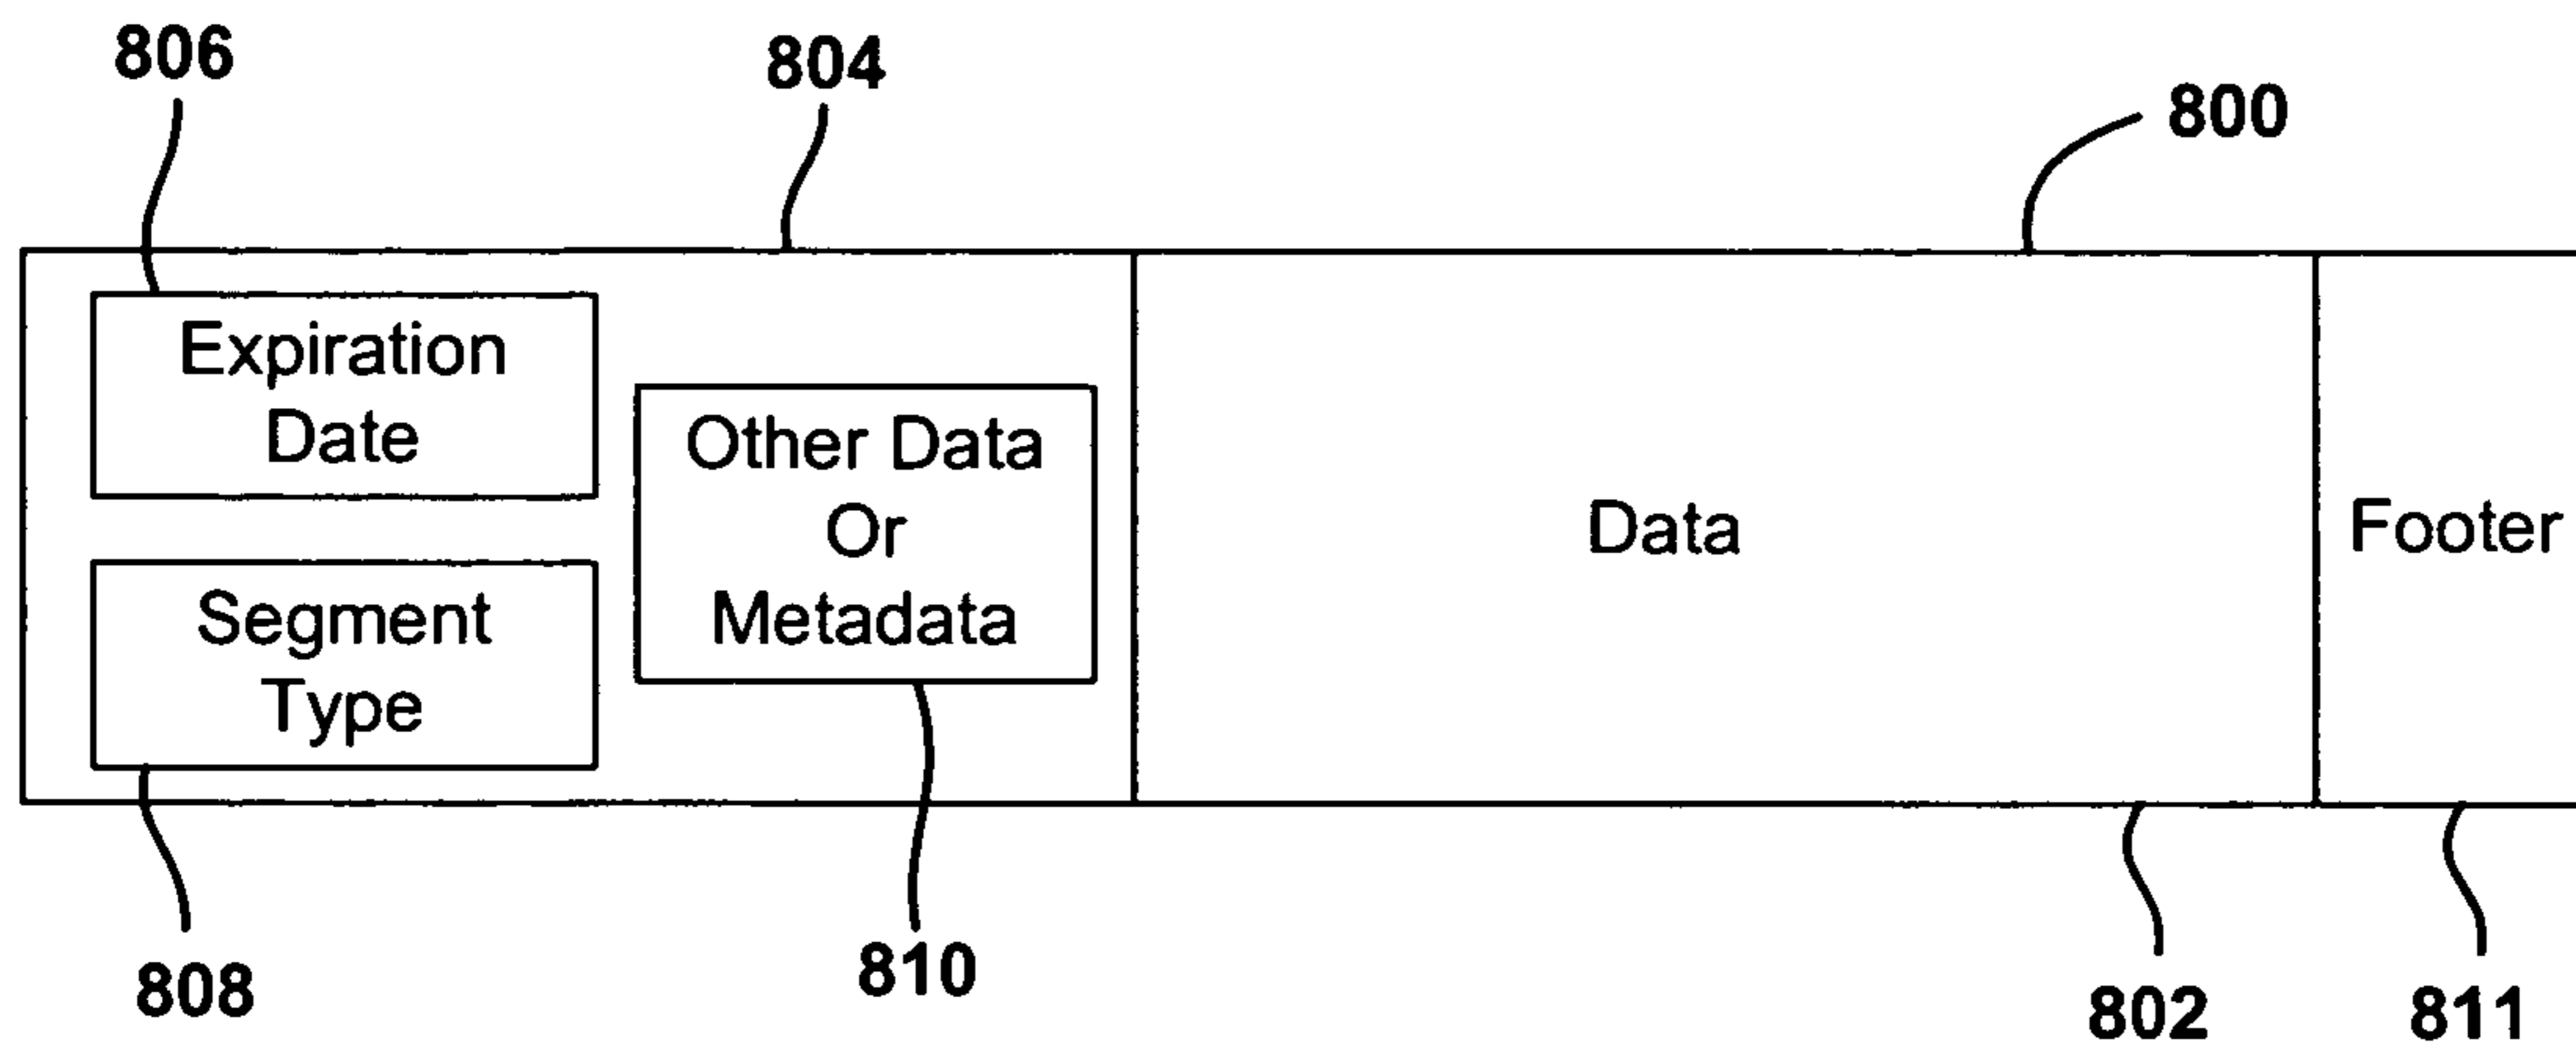 806
804
800
Expiration
Date
Segment
Type
Other Data
Or
Metadata
Data
Footer
808
810
802
811